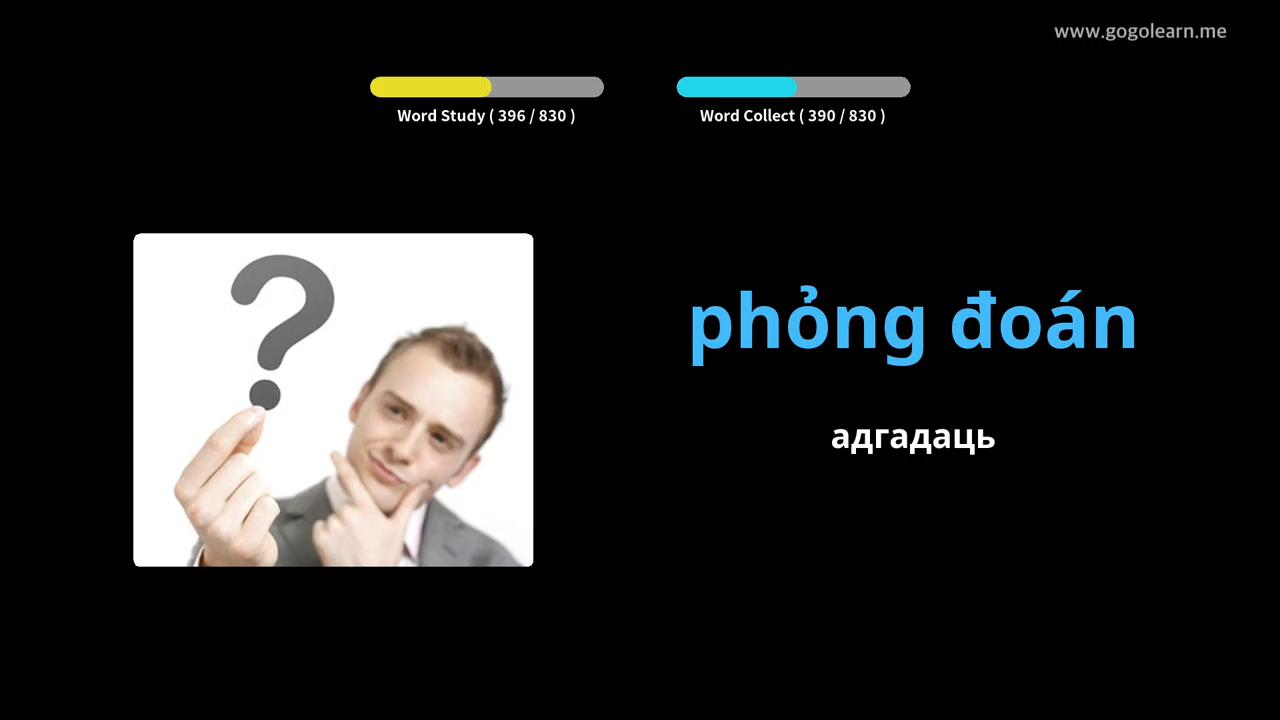 www.gogolearn.me
Word Study ( 396 / 830 )
Word Collect ( 390 / 830 )
phỏng đoán
адгадаць